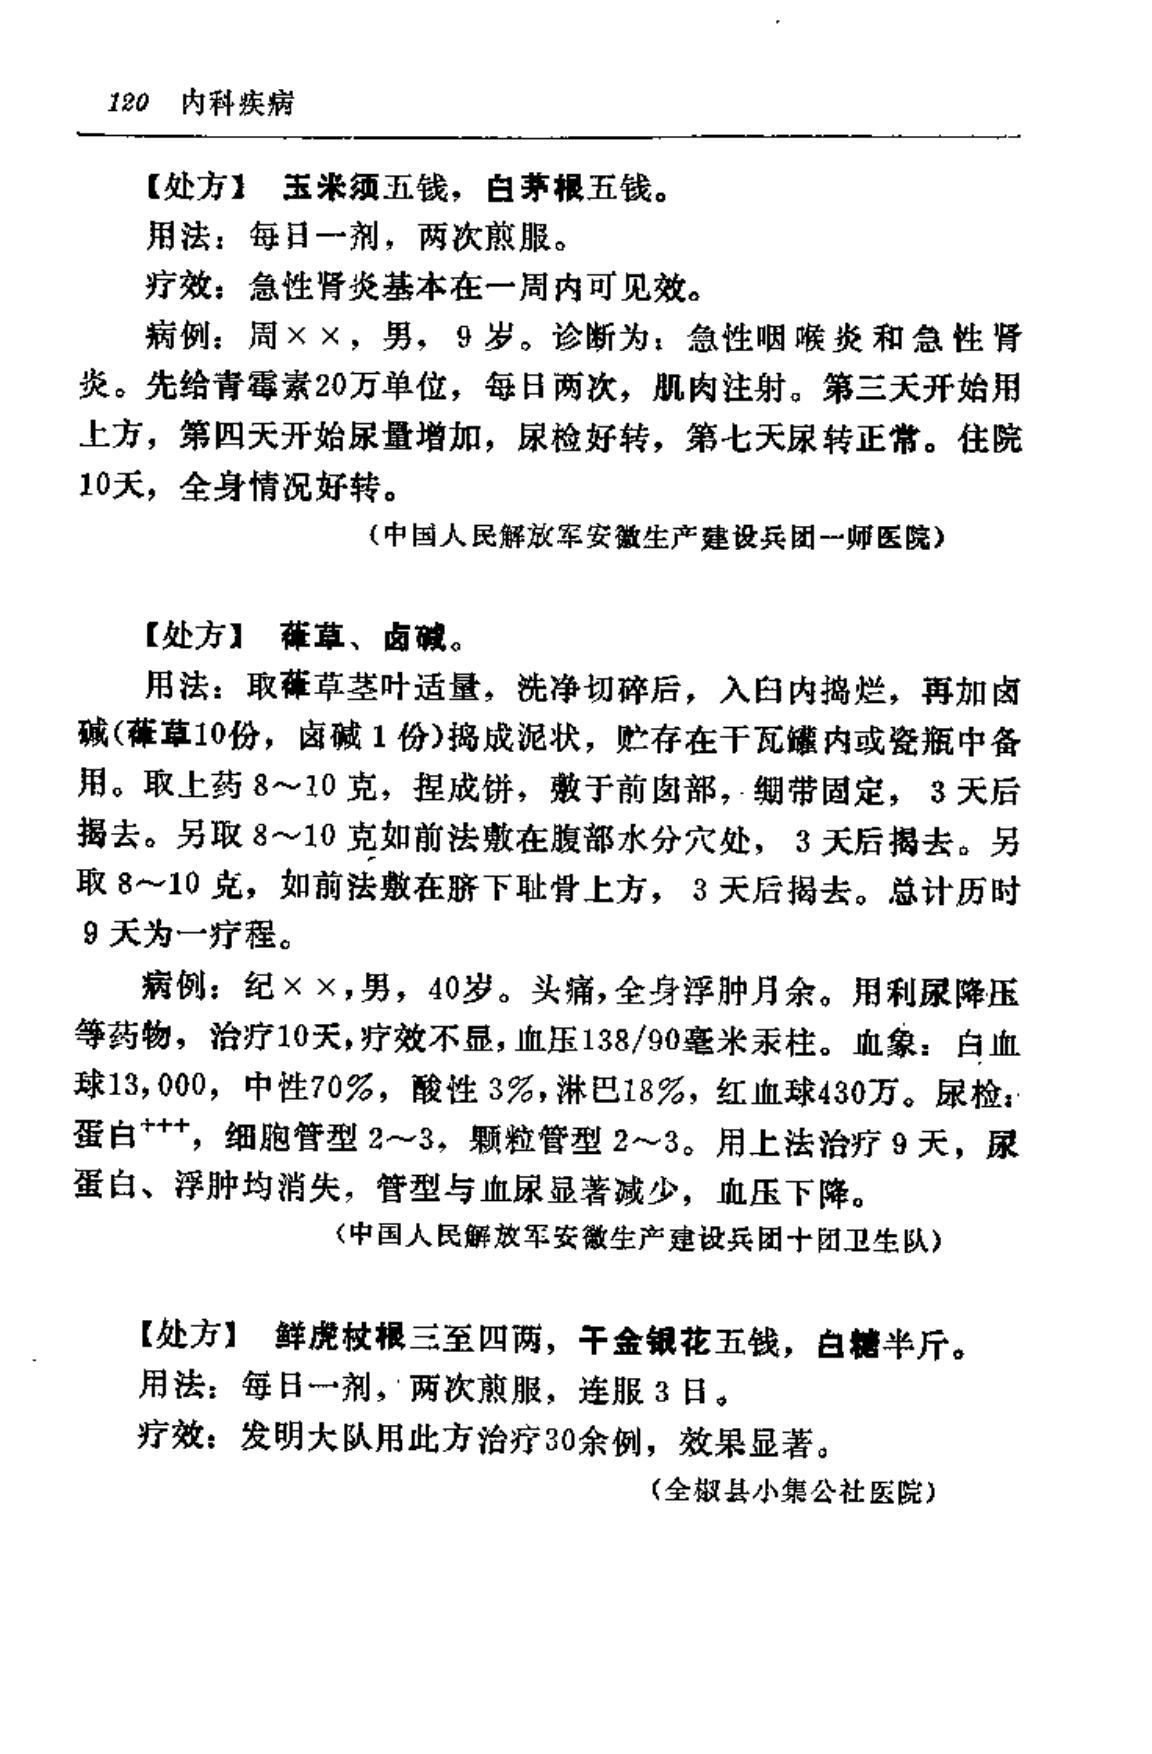 120 内科疾病
【处方】 玉米须五钱，白茅根五钱。
用法：每日一剂，两次煎服。
疗效：急性肾炎基本在一周内可见效。
病例：周××，男，9岁。诊断为：急性咽喉炎和急性肾
炎。先给青霉素20万单位，每日两次，肌肉注射。第三天开始用
上方，第四天开始尿量增加，尿检好转，第七天尿转正常。住院
10天，全身情况好转。
（中国人民解放军安徽生产建设兵团一师医院）
【处方】 葎草、卤碱。
用法：取葎草茎叶适量，洗净切碎后，入臼内捣烂，再加卤
碱(葎草10份，卤碱1份)捣成泥状，贮存在干瓦罐内或瓷瓶中备
用。取上药8～10克，捏成饼，敷于前囟部，绷带固定，3天后
揭去。另取8～10克如前法敷在腹部水分穴处，3天后揭去。另
取8～10克，如前法敷在脐下耻骨上方，3天后揭去。总计历时
9天为一疗程。
病例：纪××，男，40岁。头痛，全身浮肿月余。用利尿降压
等药物，治疗10天，疗效不显，血压138/90毫米汞柱。血象：白血
球13,000，中性70%，酸性3%，淋巴18%，红血球430万。尿检：
蛋白+++，细胞管型2～3，颗粒管型2～3。用上法治疗9天，尿
蛋白、浮肿均消失，管型与血尿显著减少，血压下降。
（中国人民解放军安徽生产建设兵团十团卫生队）
【处方】 鲜虎杖根三至四两，干金银花五钱，白糖半斤。
用法：每日一剂，两次煎服，连服3日。
疗效：发明大队用此方治疗30余例，效果显著。
（全椒县小集公社医院）